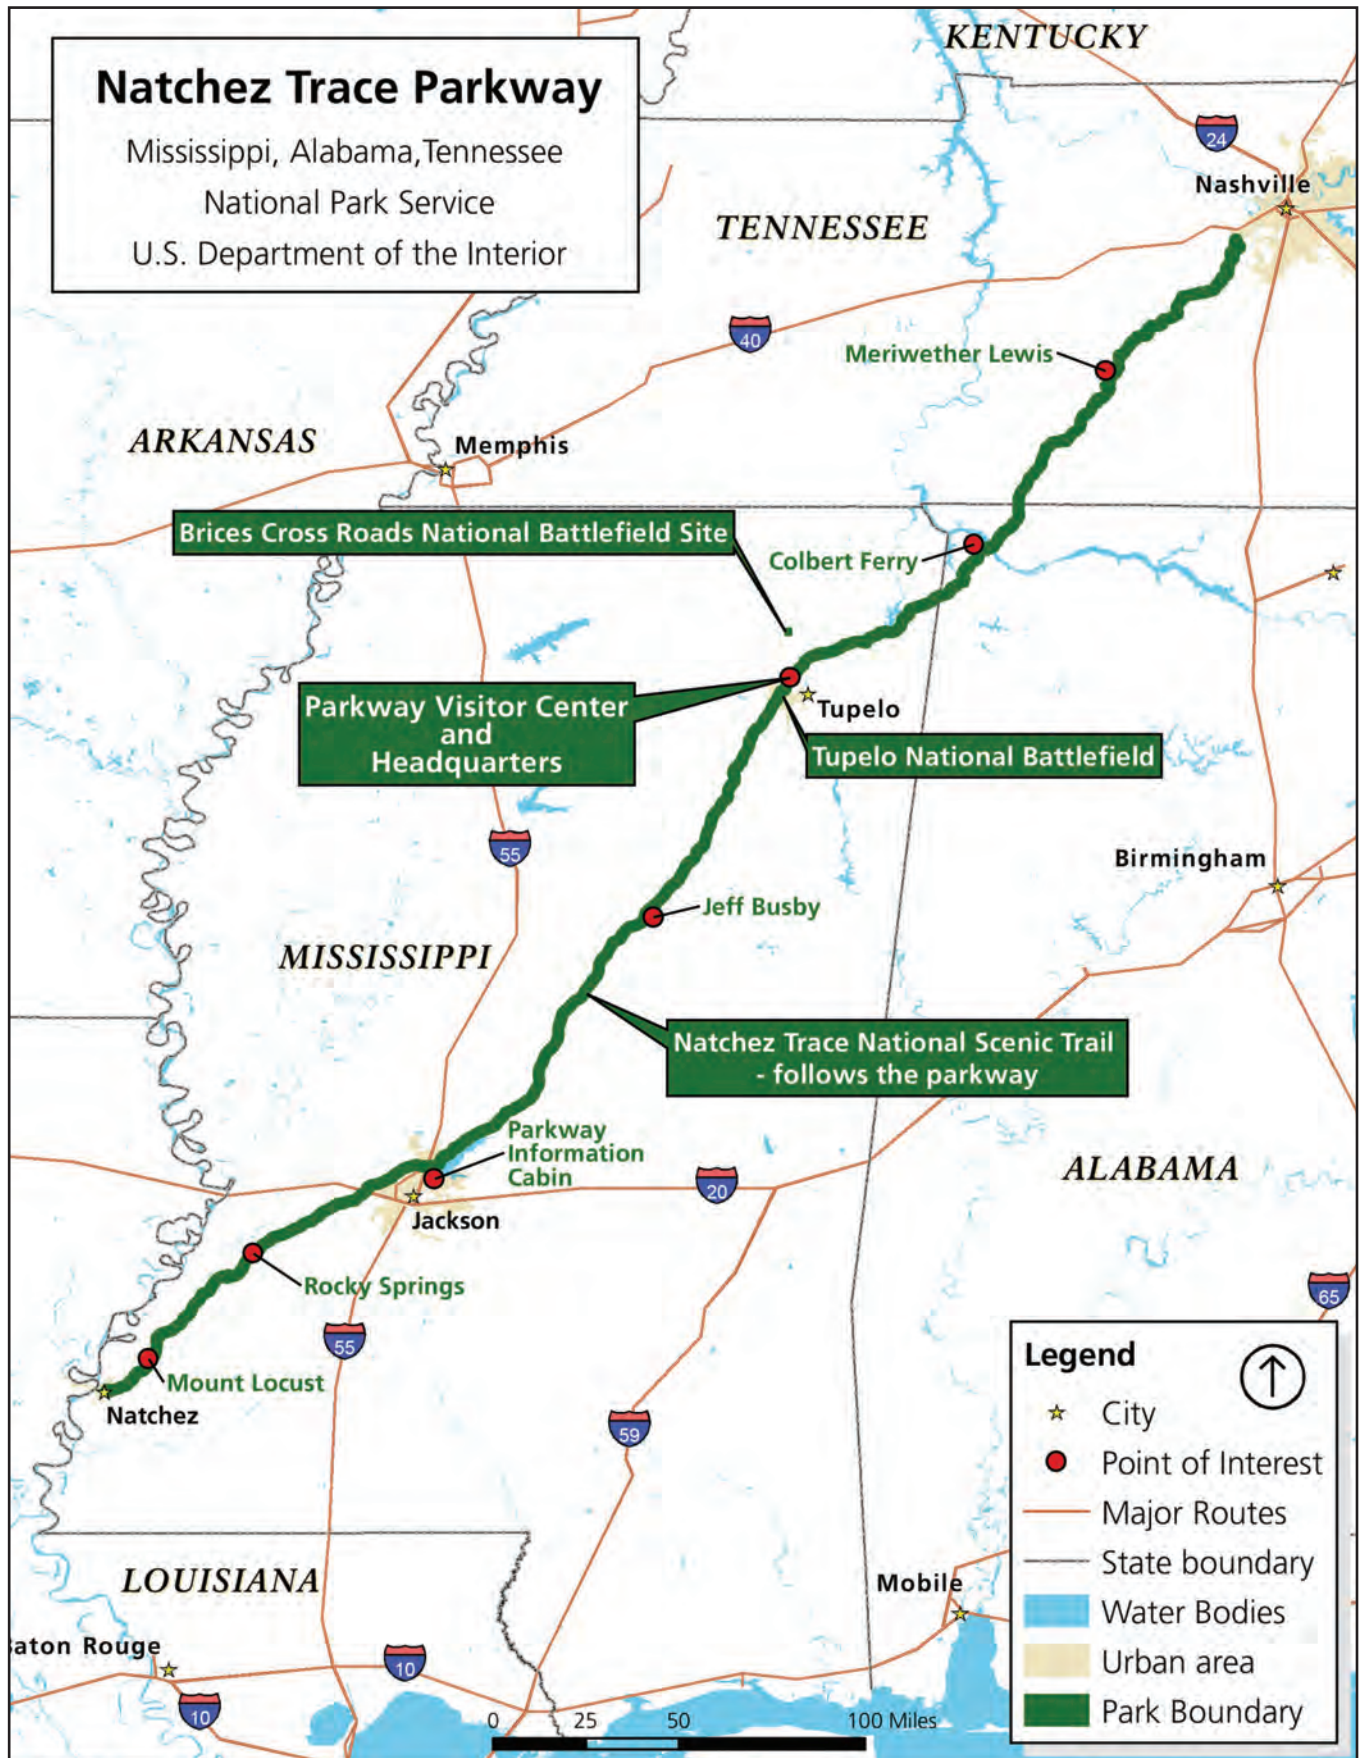 Natchez Trace Parkway
Mississippi, Alabama,Tennessee
National Park Service
U.S. Department of the Interior
KENTUCKY
24
Nashville
TENNESSEE
40
Meriwether Lewis
ARKANSAS
Memphis
Brices Cross Roads National Battlefield Site
Colbert Ferry
Parkway Visitor Center
and
Headquarters
Tupelo
Tupelo National Battlefield
55
Birmingham
Jeff Busby
MISSISSIPPI
Natchez Trace National Scenic Trail
- follows the parkway
Parkway
Information
Cabin
ALABAMA
20
Jackson
Rocky Springs
65
55
Mount Locust
Natchez
59
Legend
City
Point of Interest
Major Routes
State boundary
Water Bodies
Urban area
Park Boundary
LOUISIANA
Mobile
Baton Rouge
10
10
0 25 50 100 Miles